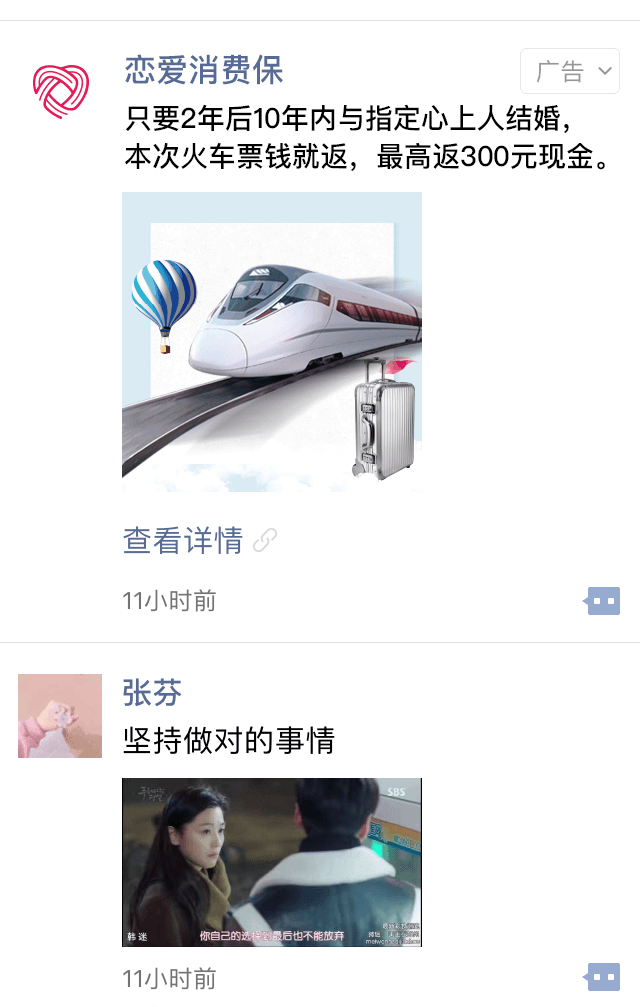 恋爱消费保
广告
只要2年后10年内与指定心上人结婚，
本次火车票钱就返，最高返300元现金。
查看详情
11小时前
张芬
坚持做对的事情
SBS
韩迷
你自己的选择到最后也不能放弃
11小时前